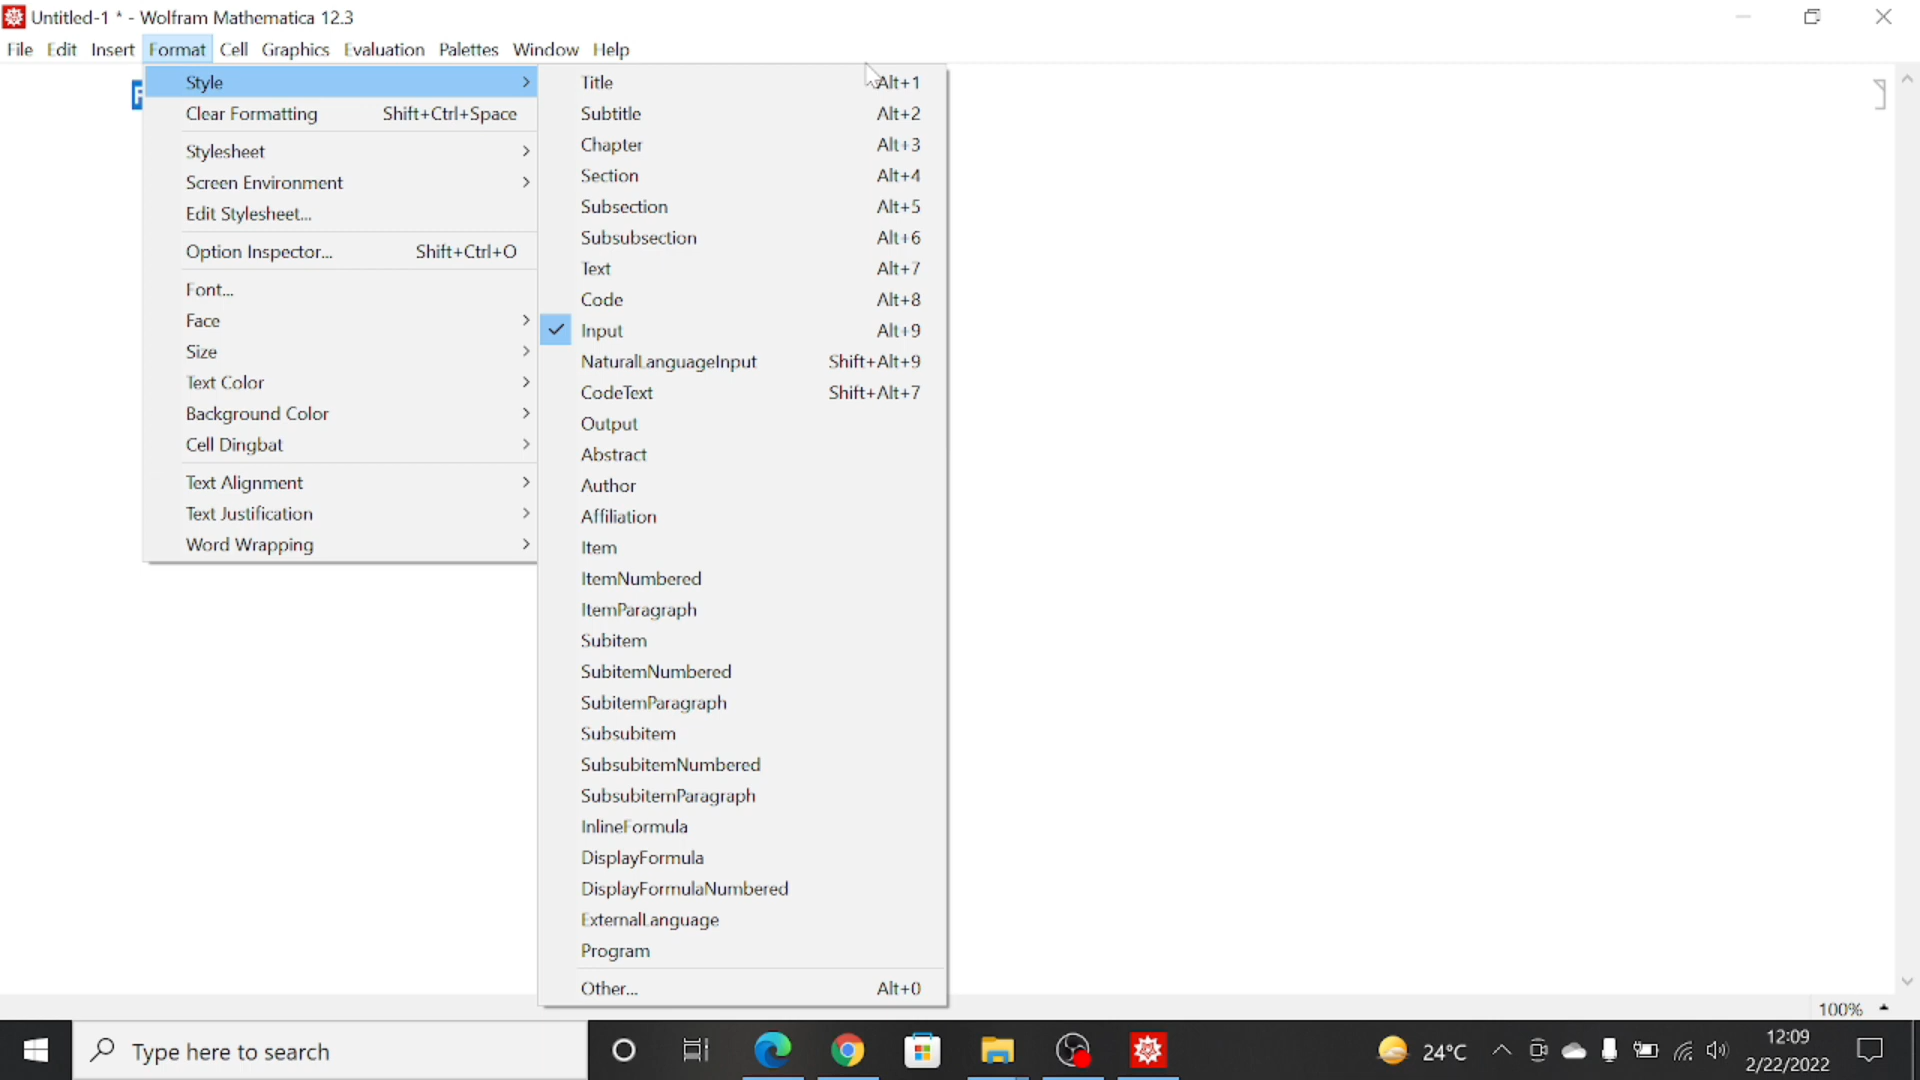 Untitled-1 * - Wolfram Mathematica 12.3
File Edit Insert Format Cell Graphics Evaluation Palettes Window Help
Style
Clear Formatting Shift+Ctrl+Space
Stylesheet
Screen Environment
Edit Stylesheet...
Option Inspector... Shift+Ctrl+O
Font...
Face
Size
Text Color
Background Color
Cell Dingbat
Text Alignment
Text Justification
Word Wrapping
Title Alt+1
Subtitle Alt+2
Chapter Alt+3
Section Alt+4
Subsection Alt+5
Subsubsection Alt+6
Text Alt+7
Code Alt+8
Input Alt+9
NaturalLanguageInput Shift+Alt+9
CodeText Shift+Alt+7
Output
Abstract
Author
Affiliation
Item
ItemNumbered
ItemParagraph
Subitem
SubitemNumbered
SubitemParagraph
Subsubitem
SubsubitemNumbered
SubsubitemParagraph
InlineFormula
DisplayFormula
DisplayFormulaNumbered
ExternalLanguage
Program
Other... Alt+0
100%
Type here to search
24°C
12:09
2/22/2022